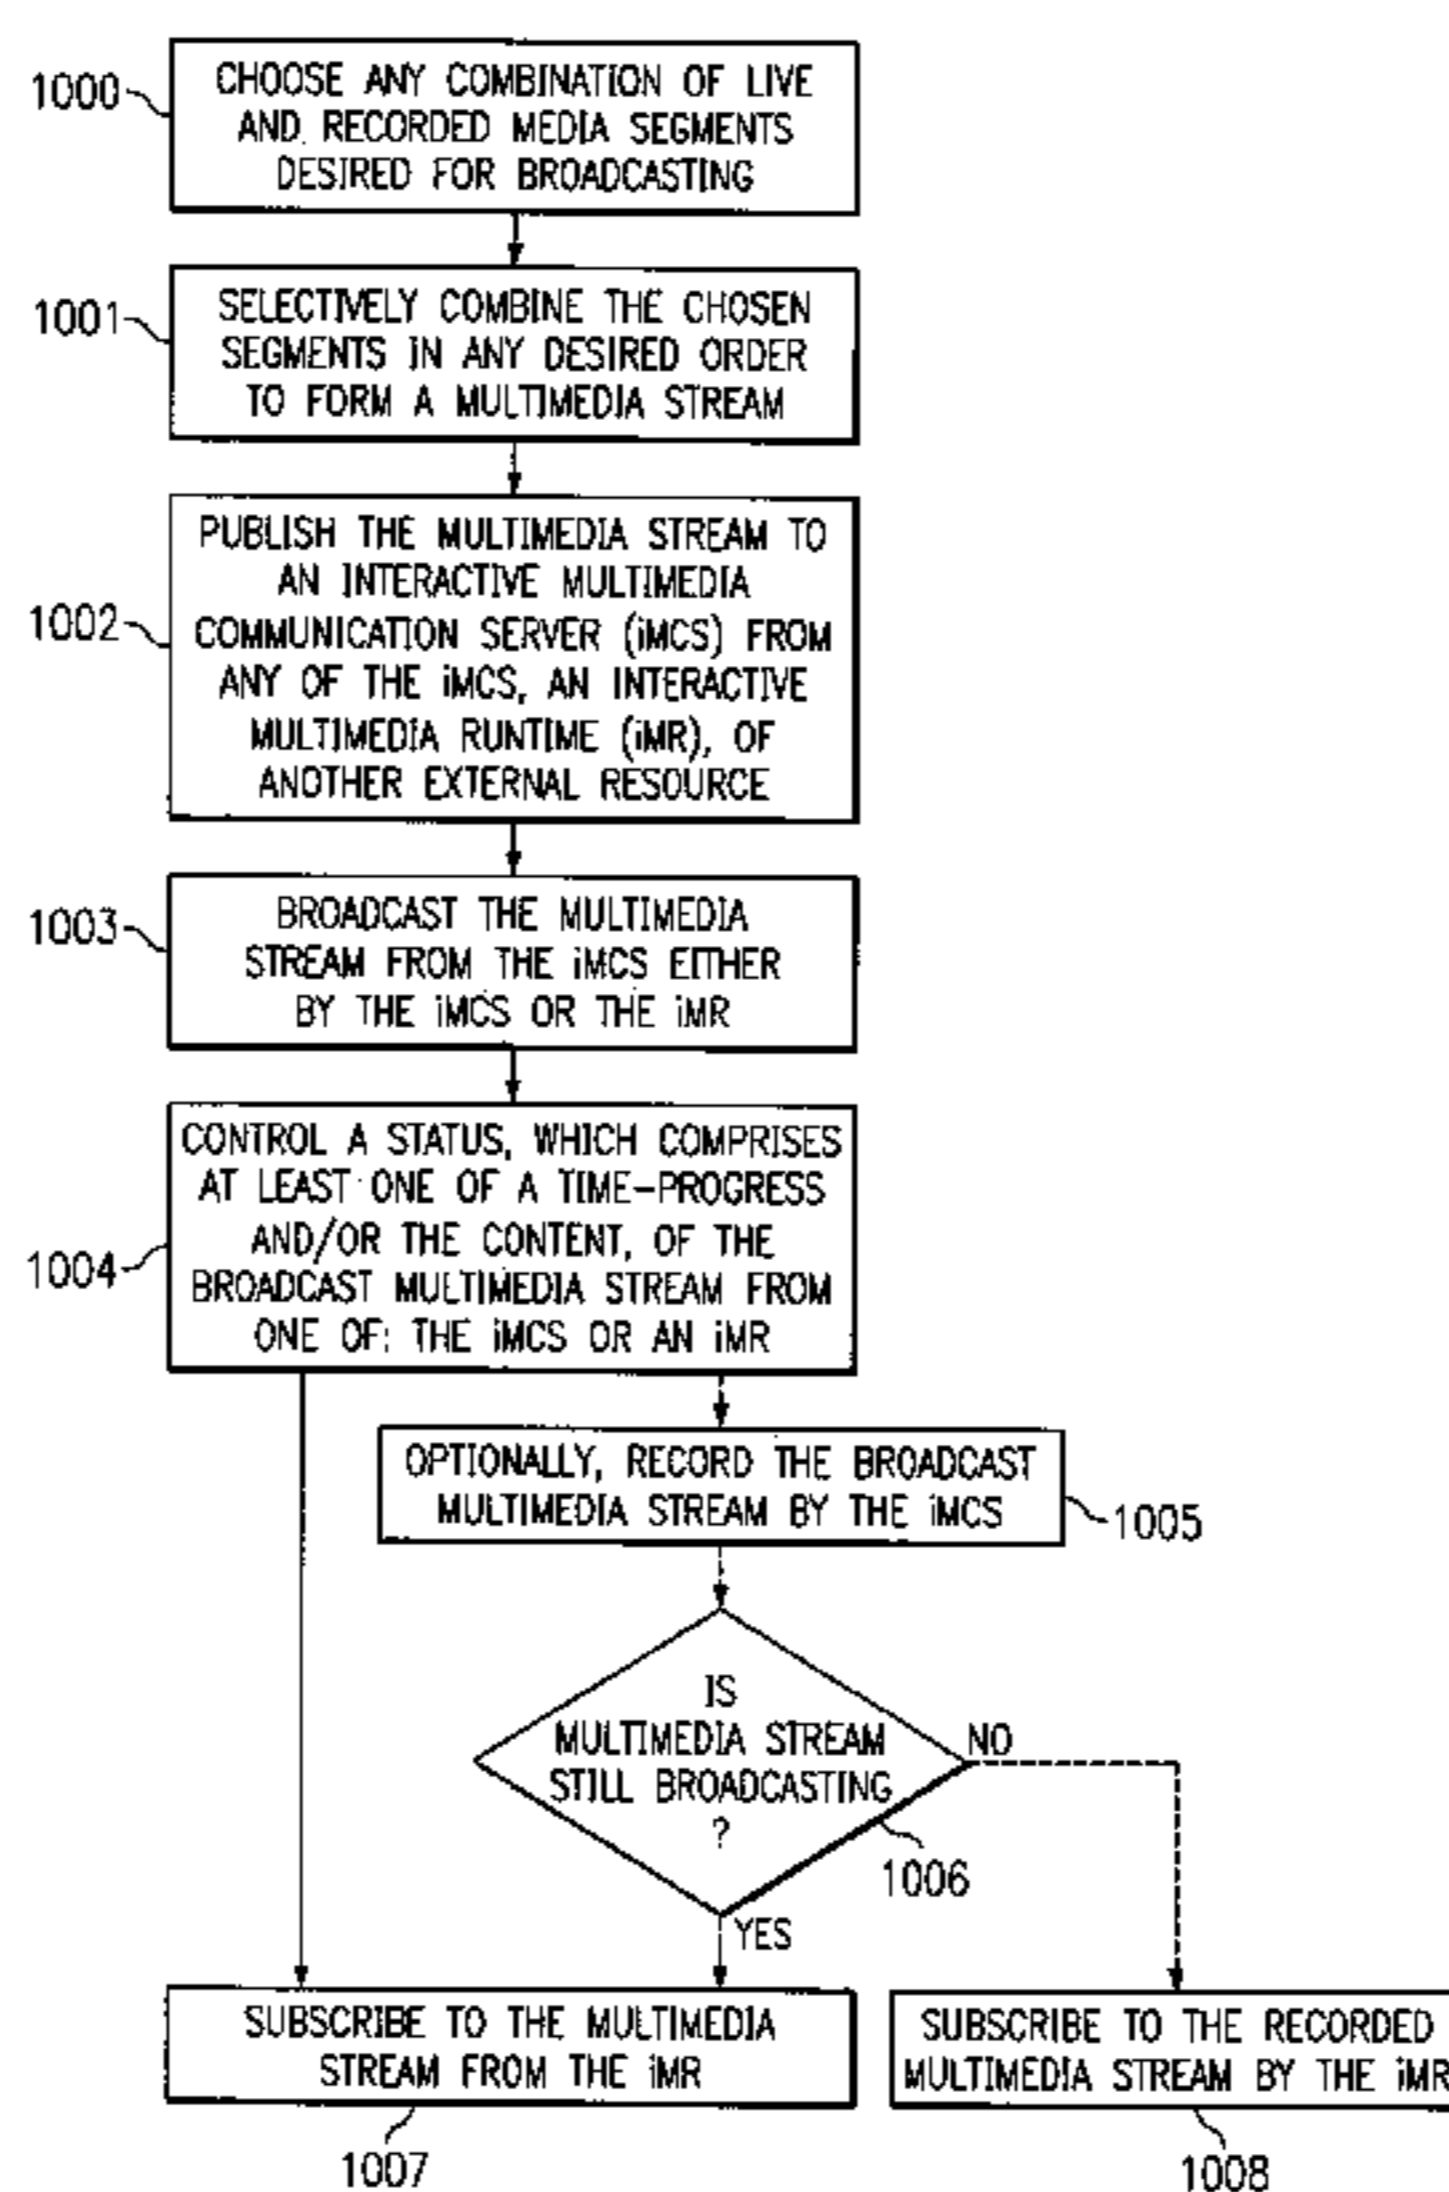 1000
CHOOSE ANY COMBINATION OF LIVE
AND RECORDED MEDIA SEGMENTS
DESIRED FOR BROADCASTING
1001
SELECTIVELY COMBINE THE CHOSEN
SEGMENTS IN ANY DESIRED ORDER
TO FORM A MULTIMEDIA STREAM
1002
PUBLISH THE MULTIMEDIA STREAM TO
AN INTERACTIVE MULTIMEDIA
COMMUNICATION SERVER (iMCS) FROM
ANY OF THE iMCS, AN INTERACTIVE
MULTIMEDIA RUNTIME (iMR), OF
ANOTHER EXTERNAL RESOURCE
1003
BROADCAST THE MULTIMEDIA
STREAM FROM THE iMCS EITHER
BY THE iMCS OR THE iMR
1004
CONTROL A STATUS, WHICH COMPRISES
AT LEAST ONE OF A TIME-PROGRESS
AND/OR THE CONTENT, OF THE
BROADCAST MULTIMEDIA STREAM FROM
ONE OF: THE iMCS OR AN iMR
OPTIONALLY, RECORD THE BROADCAST
MULTIMEDIA STREAM BY THE iMCS
1005
IS
MULTIMEDIA STREAM
STILL BROADCASTING
?
NO
1006
YES
SUBSCRIBE TO THE MULTIMEDIA
STREAM FROM THE iMR
1007
SUBSCRIBE TO THE RECORDED
MULTIMEDIA STREAM BY THE iMR
1008